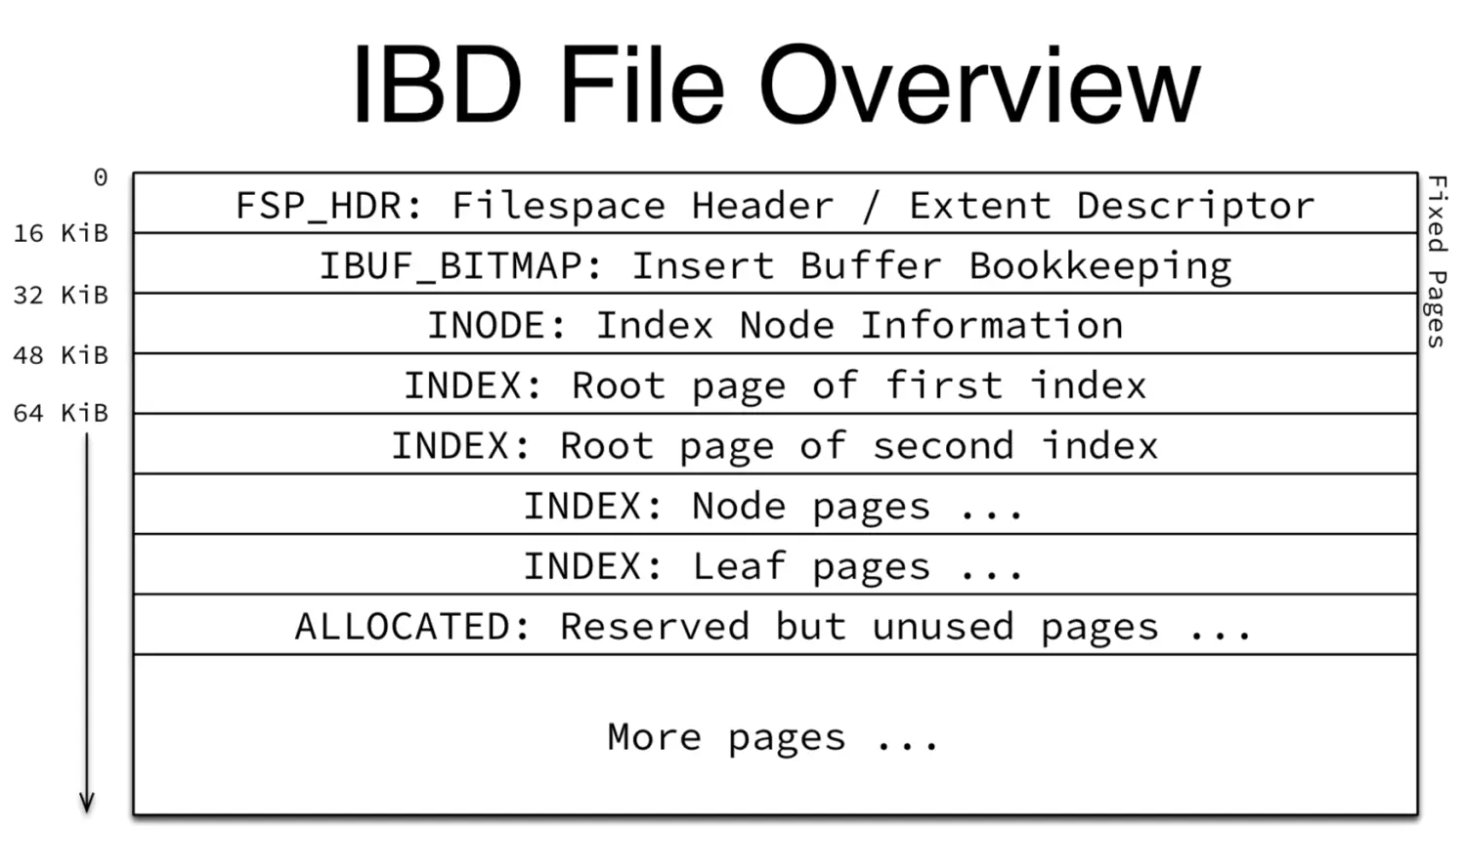 IBD File Overview
0
FSP_HDR: Filespace Header / Extent Descriptor
Fixed Pages
16 KiB
IBUF_BITMAP: Insert Buffer Bookkeeping
32 KiB
INODE: Index Node Information
48 KiB
INDEX: Root page of first index
64 KiB
INDEX: Root page of second index
INDEX: Node pages ...
INDEX: Leaf pages ...
ALLOCATED: Reserved but unused pages ...
More pages ...